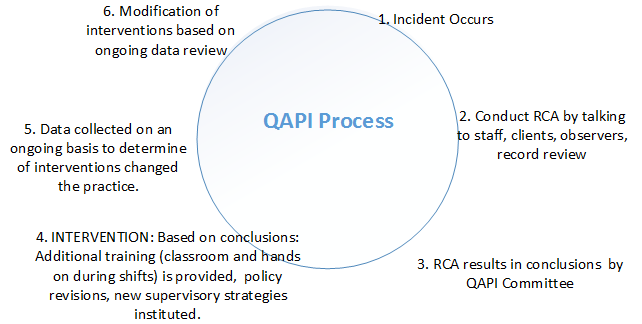 QAPI Process
1. Incident Occurs
2. Conduct RCA by talking
to staff, clients, observers,
record review
3. RCA results in conclusions by
QAPI Committee
4. INTERVENTION: Based on conclusions:
Additional training (classroom and hands
on during shifts) is provided, policy
revisions, new supervisory strategies
instituted.
5. Data collected on an
ongoing basis to determine
of interventions changed
the practice.
6. Modification of
interventions based on
ongoing data review